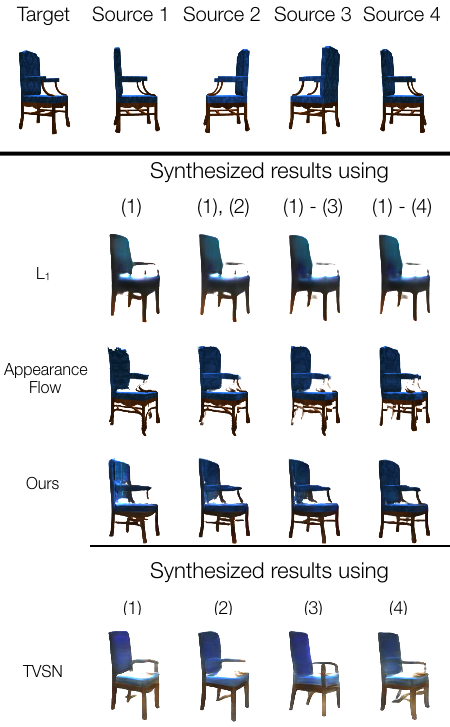 Target Source 1 Source 2 Source 3 Source 4
Synthesized results using
(1) (1), (2) (1) - (3) (1) - (4)
L₁
Appearance
Flow
Ours
Synthesized results using
(1) (2) (3) (4)
TVSN